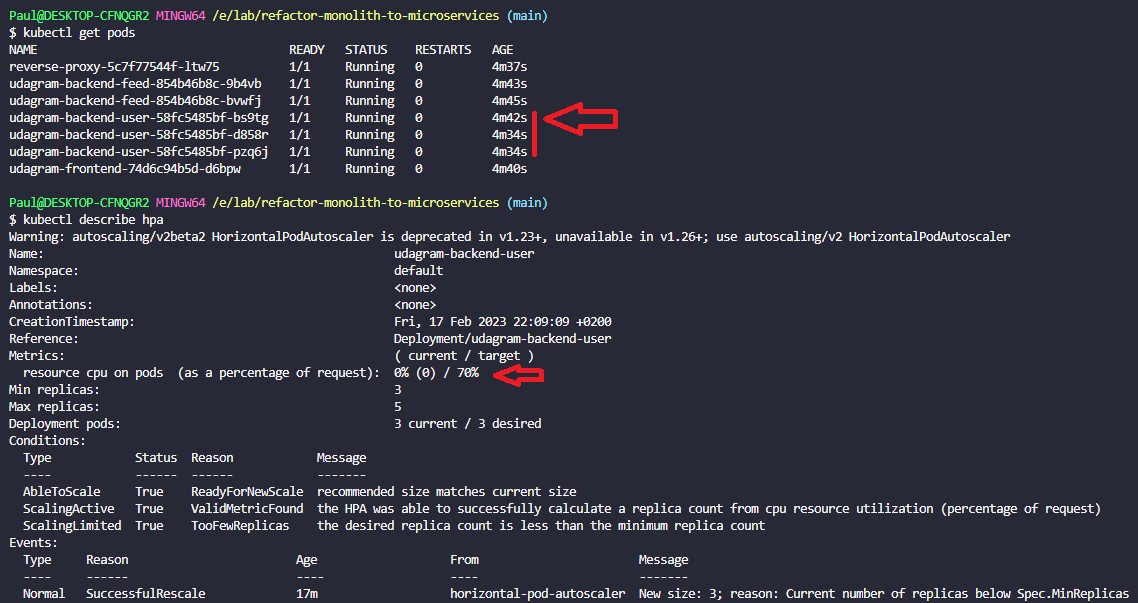 Paul@DESKTOP-CFNQGR2 MINGW64 /e/lab/refactor-monolith-to-microservices (main)
$ kubectl get pods
NAME READY STATUS RESTARTS AGE
reverse-proxy-5c7f77544f-ltw75 1/1 Running 0 4m37s
udagram-backend-feed-854b46b8c-9b4vb 1/1 Running 0 4m43s
udagram-backend-feed-854b46b8c-bvwfj 1/1 Running 0 4m45s
udagram-backend-user-58fc5485bf-bs9tg 1/1 Running 0 4m42s
udagram-backend-user-58fc5485bf-d858r 1/1 Running 0 4m34s
udagram-backend-user-58fc5485bf-pzq6j 1/1 Running 0 4m34s
udagram-frontend-74d6c94b5d-d6bpw 1/1 Running 0 4m40s
Paul@DESKTOP-CFNQGR2 MINGW64 /e/lab/refactor-monolith-to-microservices (main)
$ kubectl describe hpa
Warning: autoscaling/v2beta2 HorizontalPodAutoscaler is deprecated in v1.23+, unavailable in v1.26+; use autoscaling/v2 HorizontalPodAutoscaler
Name: udagram-backend-user
Namespace: default
Labels: <none>
Annotations: <none>
CreationTimestamp: Fri, 17 Feb 2023 22:09:09 +0200
Reference: Deployment/udagram-backend-user
Metrics: ( current / target )
resource cpu on pods (as a percentage of request): 0% (0) / 70%
Min replicas: 3
Max replicas: 5
Deployment pods: 3 current / 3 desired
Conditions:
Type Status Reason Message
---- ------ ------ -------
AbleToScale True ReadyForNewScale recommended size matches current size
ScalingActive True ValidMetricFound the HPA was able to successfully calculate a replica count from cpu resource utilization (percentage of request)
ScalingLimited True TooFewReplicas the desired replica count is less than the minimum replica count
Events:
Type Reason Age From Message
---- ------ ---- ---- -------
Normal SuccessfulRescale 17m horizontal-pod-autoscaler New size: 3; reason: Current number of replicas below Spec.MinReplicas